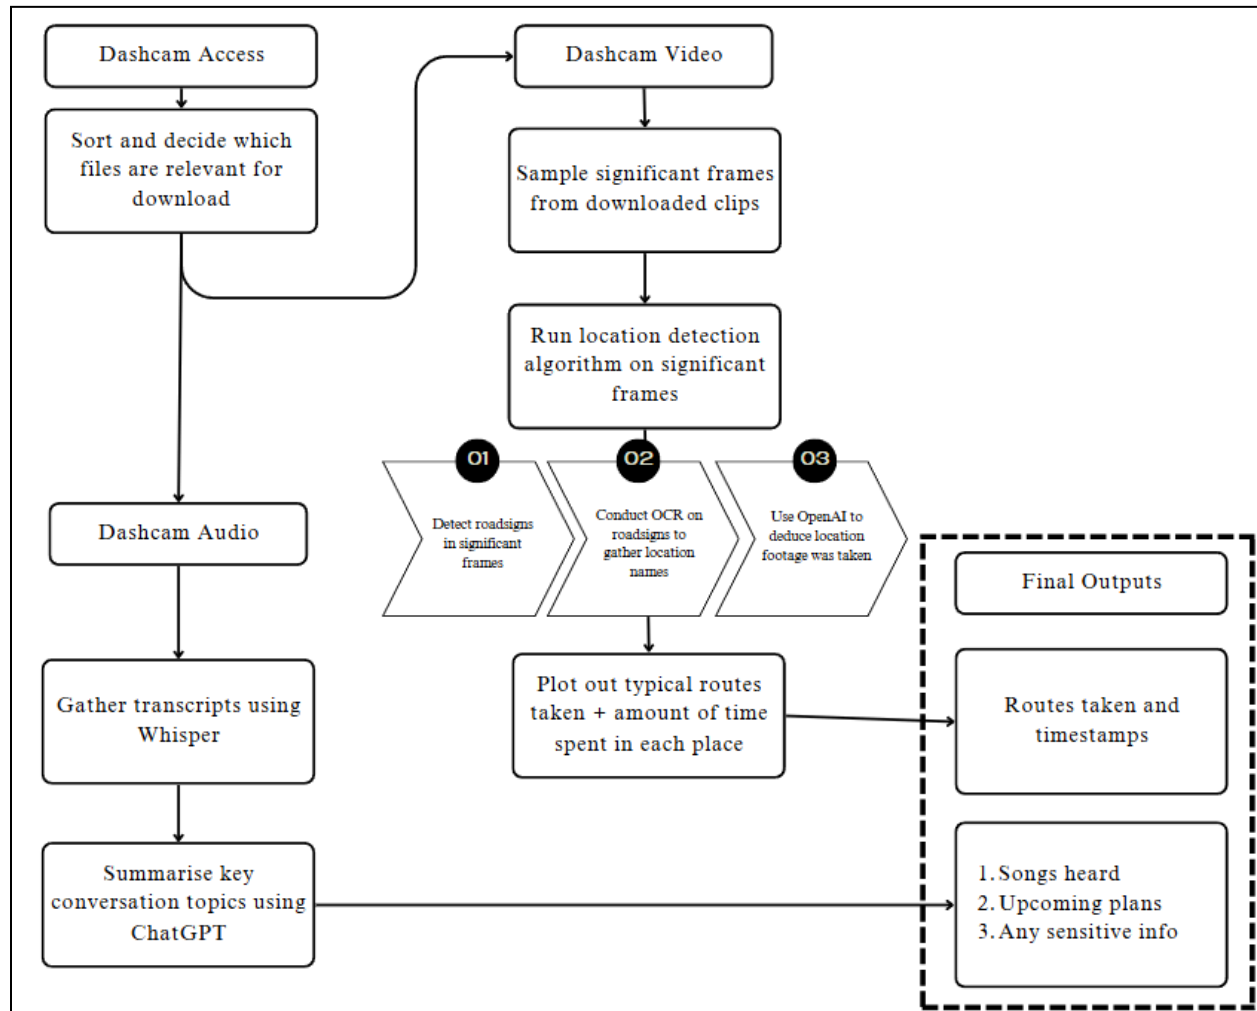 Dashcam Access
Sort and decide which
files are relevant for
download
Dashcam Audio
Gather transcripts using
Whisper
Summarise key
conversation topics using
ChatGPT
Dashcam Video
Sample significant frames
from downloaded clips
Run location detection
algorithm on significant
frames
01
Detect roadsigns
in significant
frames
02
Conduct OCR on
roadsigns to
gather location
names
03
Use OpenAI to
deduce location
footage was taken
Plot out typical routes
taken + amount of time
spent in each place
Final Outputs
Routes taken and
timestamps
1. Songs heard
2. Upcoming plans
3. Any sensitive info